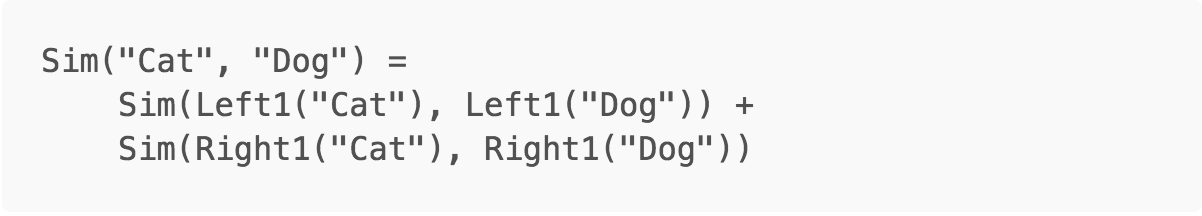 Sim("Cat", "Dog") =
    Sim(Left1("Cat"), Left1("Dog")) +
    Sim(Right1("Cat"), Right1("Dog"))